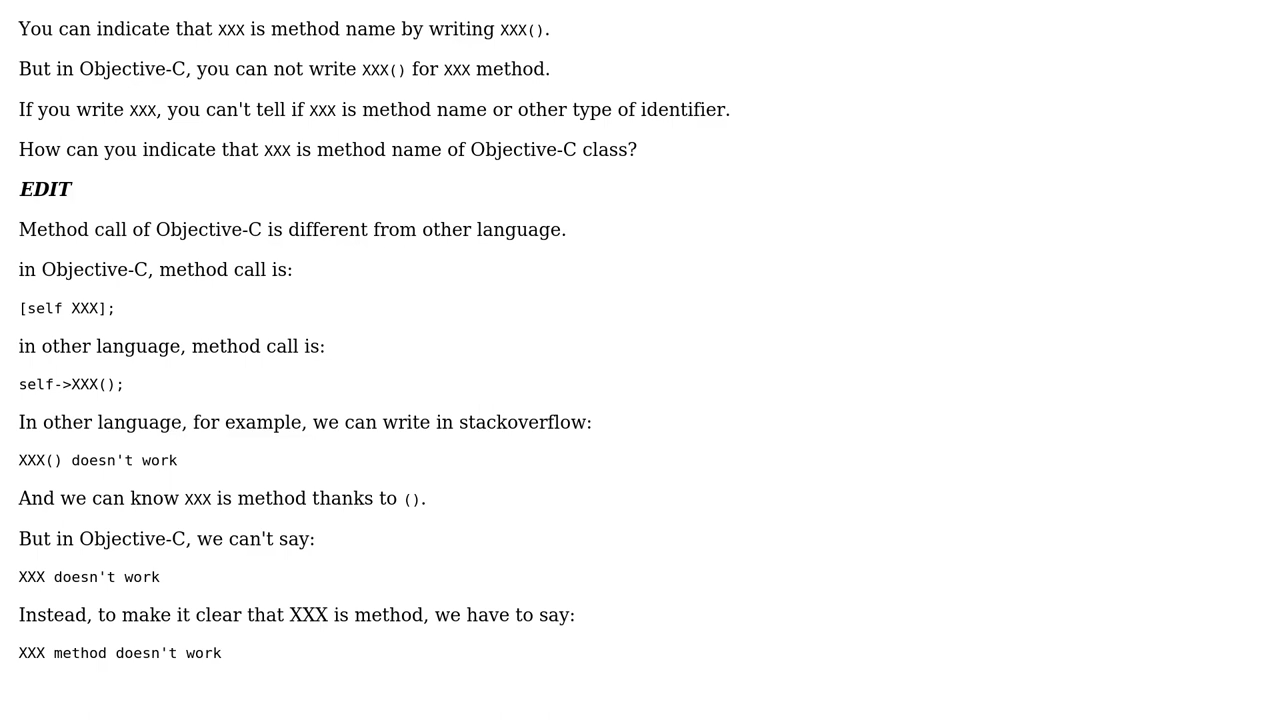 You can indicate that XXX is method name by writing XXX().
But in Objective-C, you can not write XXX() for XXX method.
If you write XXX, you can't tell if XXX is method name or other type of identifier.
How can you indicate that XXX is method name of Objective-C class?
EDIT
Method call of Objective-C is different from other language.
in Objective-C, method call is:
[self XXX];
in other language, method call is:
self->XXX();
In other language, for example, we can write in stackoverflow:
XXX() doesn't work
And we can know XXX is method thanks to ().
But in Objective-C, we can't say:
XXX doesn't work
Instead, to make it clear that XXX is method, we have to say:
XXX method doesn't work